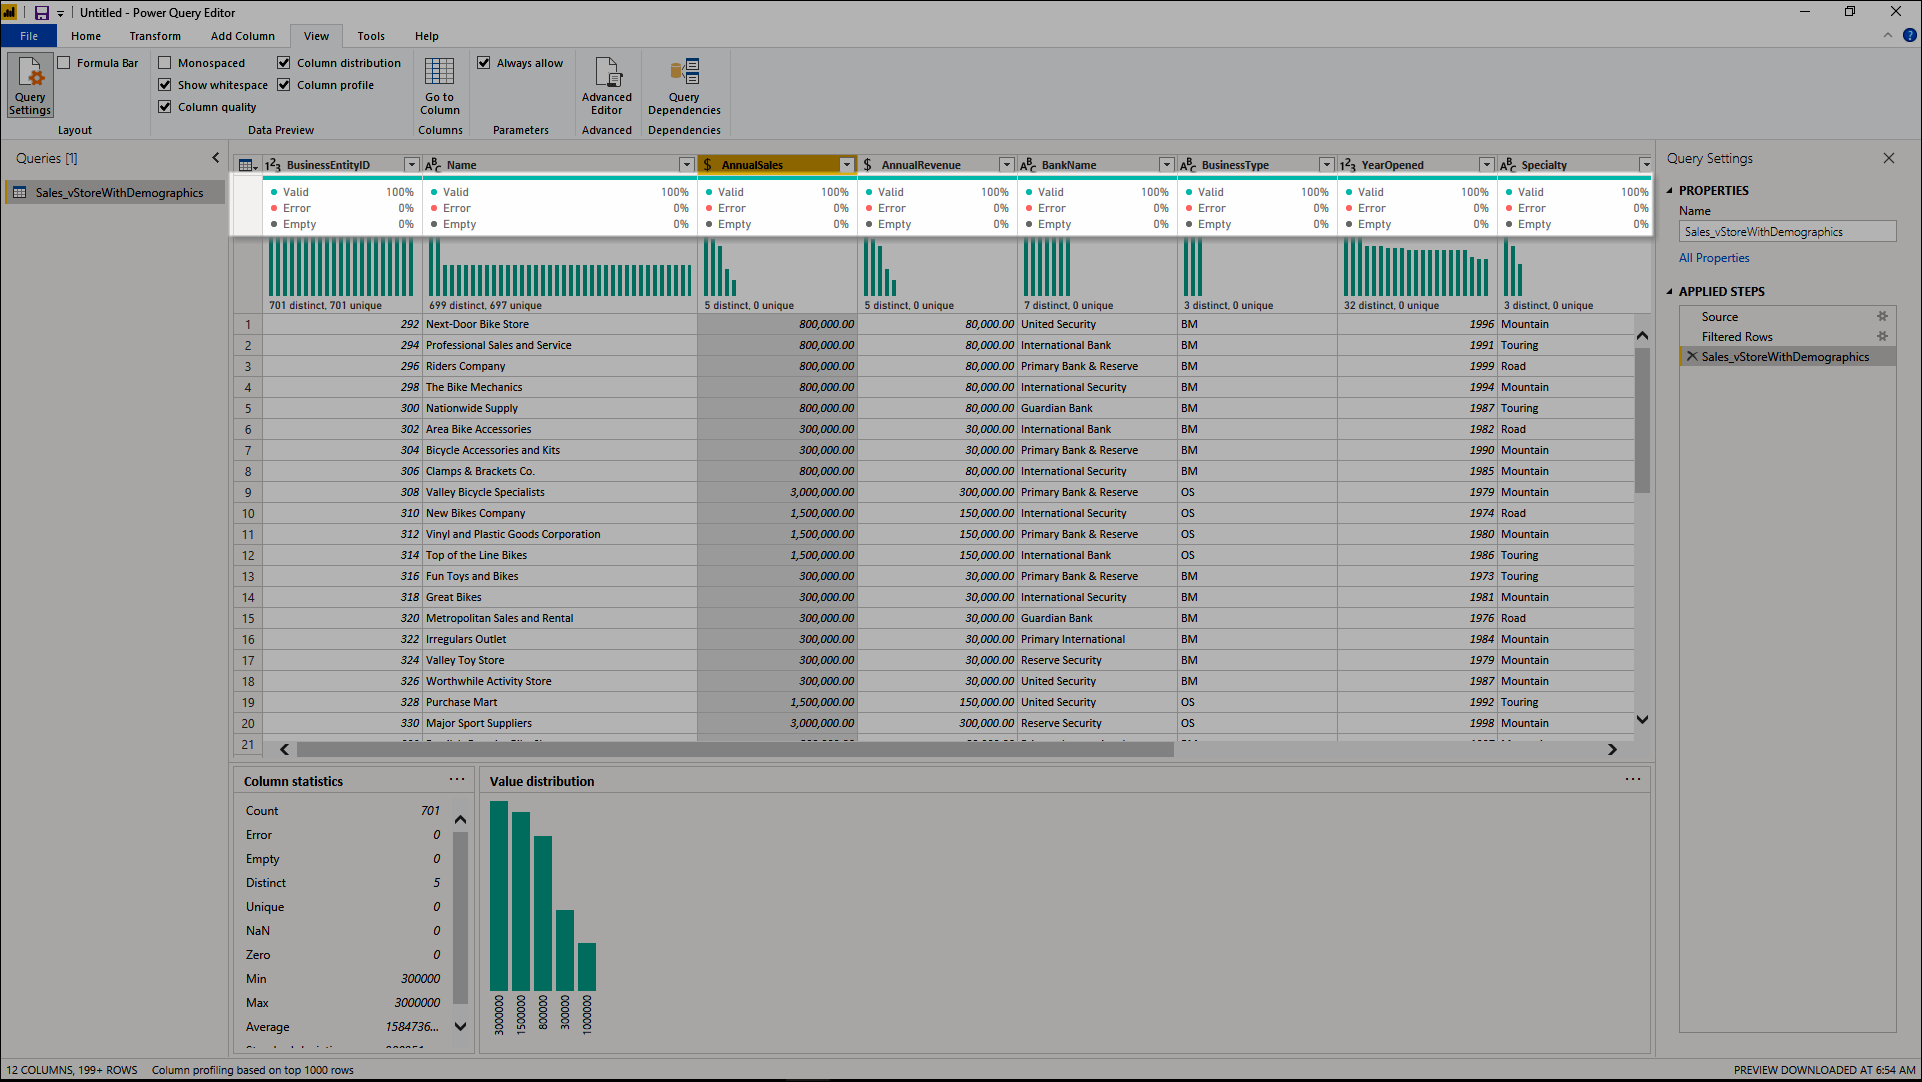 Untitled - Power Query Editor
File Home Transform Add Column View Tools Help
Query Settings
Formula Bar
Layout
Monospaced
Show whitespace
Column quality
Column distribution
Column profile
Data Preview
Go to Column
Columns
Always allow
Parameters
Advanced Editor
Advanced
Query Dependencies
Dependencies
Queries [1]
Sales_vStoreWithDemographics
1 2 3 BusinessEntityID ABC Name $ AnnualSales $ AnnualRevenue ABC BankName ABC BusinessType 1 2 3 YearOpened ABC Specialty
Valid 100% Valid 100% Valid 100% Valid 100% Valid 100% Valid 100% Valid 100% Valid 100%
Error 0% Error 0% Error 0% Error 0% Error 0% Error 0% Error 0% Error 0%
Empty 0% Empty 0% Empty 0% Empty 0% Empty 0% Empty 0% Empty 0% Empty 0%
701 distinct, 701 unique 699 distinct, 697 unique 5 distinct, 0 unique 5 distinct, 0 unique 7 distinct, 0 unique 3 distinct, 0 unique 32 distinct, 0 unique 3 distinct, 0 unique
1 292 Next-Door Bike Store 800,000.00 80,000.00 United Security BM 1996 Mountain
2 294 Professional Sales and Service 800,000.00 80,000.00 International Bank BM 1991 Touring
3 296 Riders Company 800,000.00 80,000.00 Primary Bank & Reserve BM 1999 Road
4 298 The Bike Mechanics 800,000.00 80,000.00 International Security BM 1994 Mountain
5 300 Nationwide Supply 800,000.00 80,000.00 Guardian Bank BM 1987 Touring
6 302 Area Bike Accessories 300,000.00 30,000.00 International Bank BM 1982 Road
7 304 Bicycle Accessories and Kits 300,000.00 30,000.00 Primary Bank & Reserve BM 1990 Mountain
8 306 Clamps & Brackets Co. 800,000.00 80,000.00 International Security BM 1985 Mountain
9 308 Valley Bicycle Specialists 3,000,000.00 300,000.00 Primary Bank & Reserve OS 1979 Mountain
10 310 New Bikes Company 1,500,000.00 150,000.00 International Security OS 1974 Road
11 312 Vinyl and Plastic Goods Corporation 1,500,000.00 150,000.00 Primary Bank & Reserve OS 1980 Mountain
12 314 Top of the Line Bikes 1,500,000.00 150,000.00 International Bank OS 1986 Touring
13 316 Fun Toys and Bikes 300,000.00 30,000.00 Primary Bank & Reserve BM 1973 Touring
14 318 Great Bikes 300,000.00 30,000.00 International Security BM 1981 Mountain
15 320 Metropolitan Sales and Rental 300,000.00 30,000.00 Guardian Bank BM 1976 Road
16 322 Irregulars Outlet 300,000.00 30,000.00 Primary International BM 1984 Mountain
17 324 Valley Toy Store 300,000.00 30,000.00 Reserve Security BM 1979 Mountain
18 326 Worthwhile Activity Store 300,000.00 30,000.00 United Security BM 1987 Mountain
19 328 Purchase Mart 1,500,000.00 150,000.00 United Security OS 1992 Touring
20 330 Major Sport Suppliers 3,000,000.00 300,000.00 Reserve Security OS 1998 Mountain
21
Column statistics ...
Count 701
Error 0
Empty 0
Distinct 5
Unique 0
NaN 0
Zero 0
Min 300000
Max 3000000
Average 1584736...
Value distribution ...
3000000 1500000 800000 300000 1000000
Query Settings
PROPERTIES
Name
Sales_vStoreWithDemographics
All Properties
APPLIED STEPS
Source
Filtered Rows
Sales_vStoreWithDemographics
12 COLUMNS, 199+ ROWS Column profiling based on top 1000 rows PREVIEW DOWNLOADED AT 6:54 AM